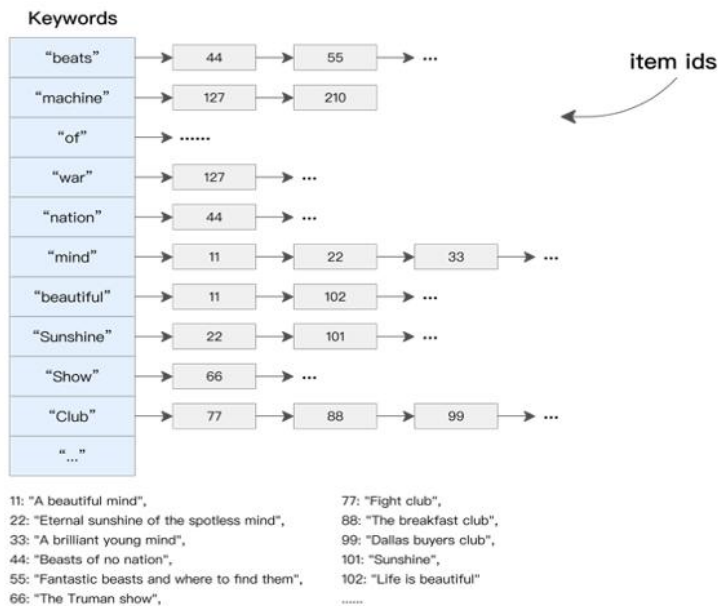 Keywords
“beats” 44 55 ...
item ids
“machine” 127 210
“of” ......
“war” 127 ...
“nation” 44 ...
“mind” 11 22 33 ...
“beautiful” 11 102 ...
“Sunshine” 22 101 ...
“Show” 66 ...
“Club” 77 88 99 ...
“...”
11: "A beautiful mind",
22: "Eternal sunshine of the spotless mind",
33: "A brilliant young mind",
44: "Beasts of no nation",
55: "Fantastic beasts and where to find them",
66: "The Truman show",
77: "Fight club",
88: "The breakfast club",
99: "Dallas buyers club",
101: "Sunshine",
102: "Life is beautiful"
......